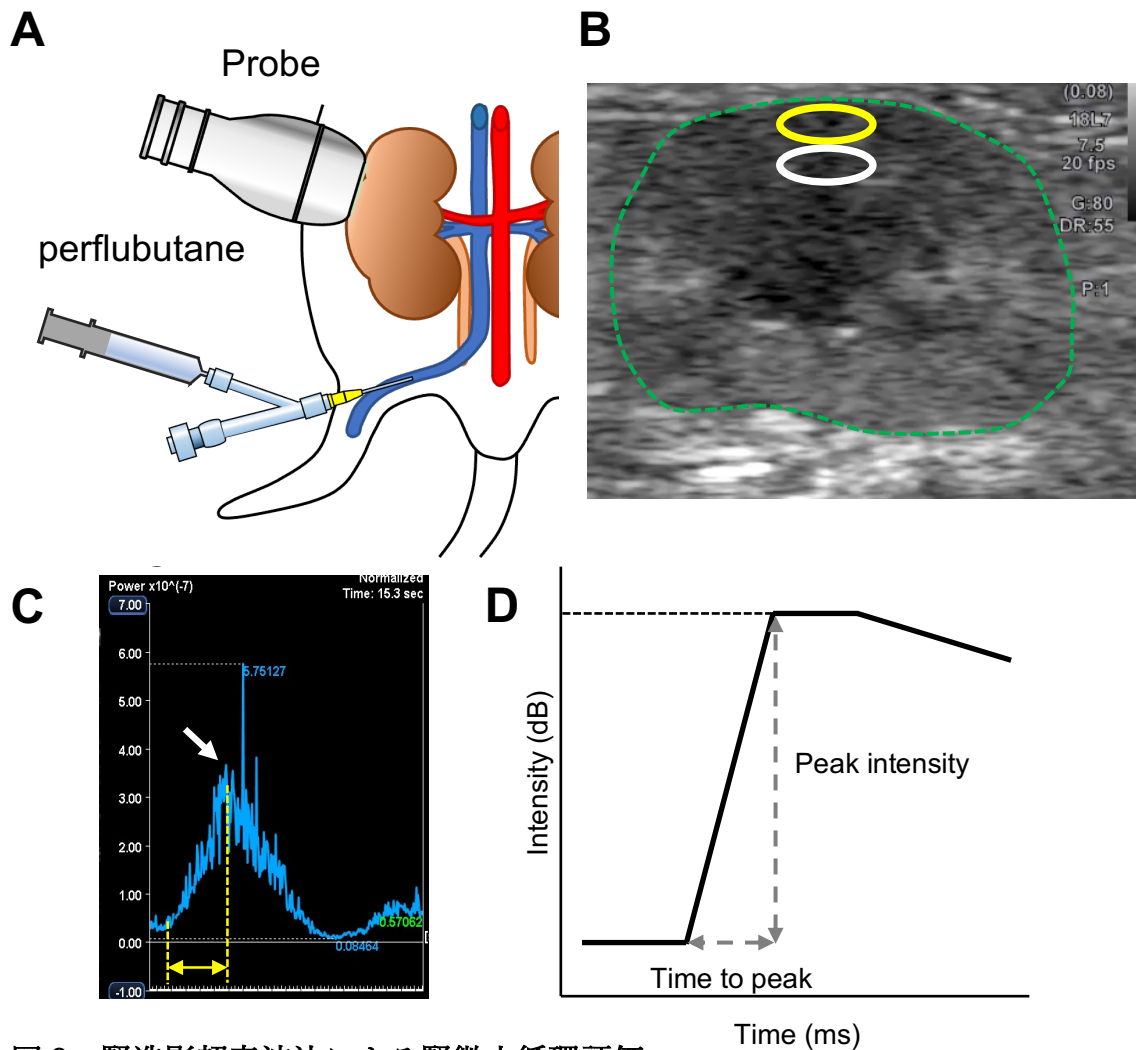 A
Probe
perflubutane
B
(0.08)
18L7
7.5
20 fps
G:80
DR:55
P:1
C
Power x10^(-7)
Normalized
Time: 15.3 sec
7.00
6.00
5.00
4.00
3.00
2.00
1.00
0.00
-1.00
5.75127
0.57062
0.08464
D
Intensity (dB)
Peak intensity
Time to peak
Time (ms)